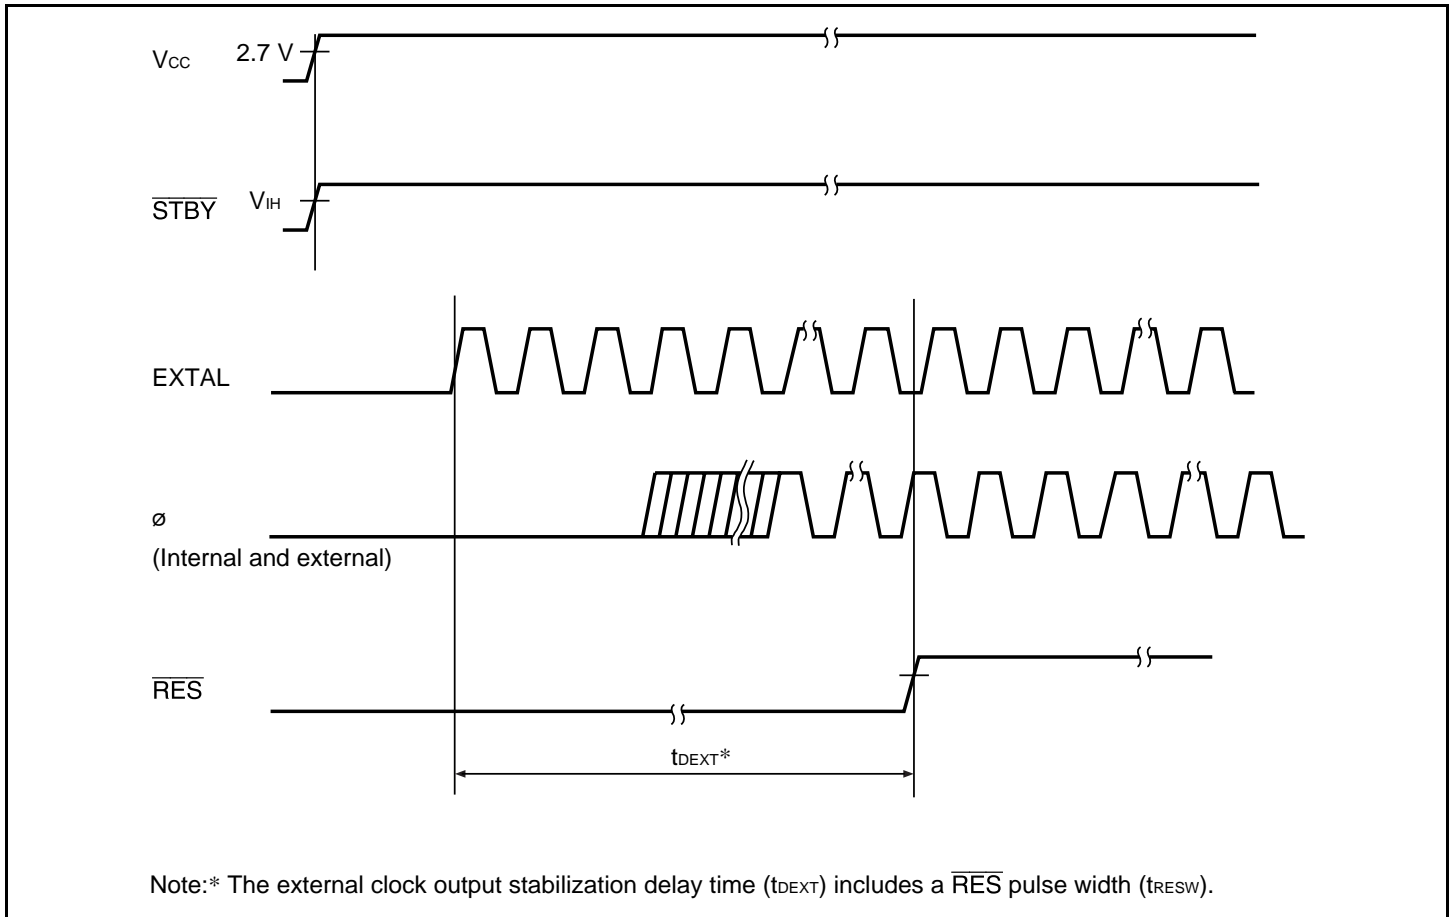 VCC 2.7 V
STBY VIH
EXTAL
ø
(Internal and external)
RES
tDEXT*
Note:* The external clock output stabilization delay time (tDEXT) includes a RES pulse width (tRESW).